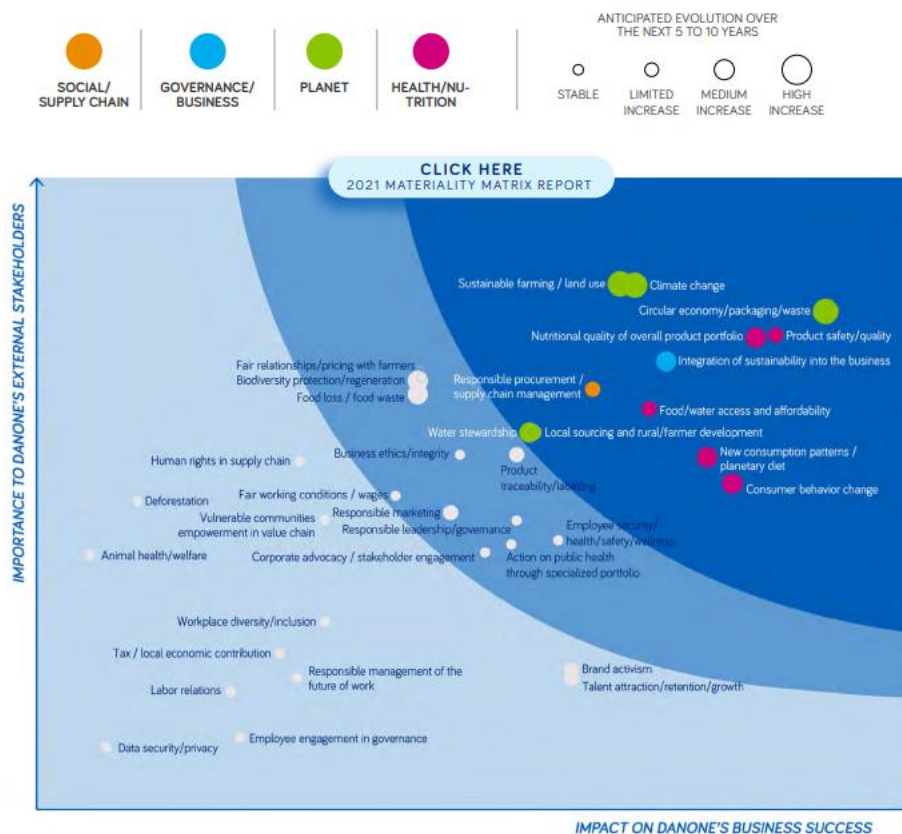 ANTICIPATED EVOLUTION OVER
THE NEXT 5 TO 10 YEARS
SOCIAL/
SUPPLY CHAIN
GOVERNANCE/
BUSINESS
PLANET
HEALTH/NU-
TRITION
STABLE
LIMITED
INCREASE
MEDIUM
INCREASE
HIGH
INCREASE
CLICK HERE
2021 MATERIALITY MATRIX REPORT
IMPORTANCE TO DANONE'S EXTERNAL STAKEHOLDERS
Sustainable farming / land use
Climate change
Circular economy/packaging/waste
Nutritional quality of overall product portfolio
Product safety/quality
Integration of sustainability into the business
Fair relationships/pricing with farmers
Biodiversity protection/regeneration
Food loss / food waste
Responsible procurement /
supply chain management
Food/water access and affordability
Water stewardship
Local sourcing and rural/farmer development
Human rights in supply chain
Business ethics/integrity
Product
traceability/labelling
New consumption patterns /
planetary diet
Consumer behavior change
Deforestation
Fair working conditions / wages
Vulnerable communities
empowerment in value chain
Responsible marketing
Responsible leadership/governance
Employee security/
health/safety/wellness
Animal health/welfare
Corporate advocacy / stakeholder engagement
Action on public health
through specialized portfolio
Workplace diversity/inclusion
Tax / local economic contribution
Responsible management of the
future of work
Labor relations
Brand activism
Talent attraction/retention/growth
Data security/privacy
Employee engagement in governance
IMPACT ON DANONE'S BUSINESS SUCCESS